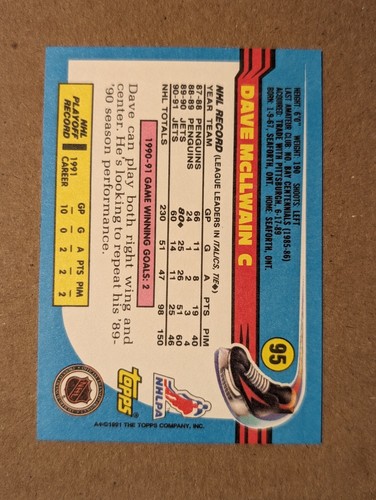 HEIGHT: 6'0" WEIGHT: 190 SHOOTS: LEFT
LAST AMATEUR CLUB: NO. BAY CENTENNIALS (1985-86)
ACQUIRED: TRADE WITH PITTSBURGH, 6-17-89
BORN: 1-9-67, SEAFORTH, ONT. HOME: SEAFORTH, ONT.
DAVE McLLWAIN C
95
NHL RECORD (LEAGUE LEADERS IN ITALICS, TIE♦)
YEAR TEAM GP G A PTS PIM
87-88 PENGUINS 66 11 8 19 40
88-89 PENGUINS 24 1 2 3 4
89-90 JETS 80♦ 25 26 51 60
90-91 JETS 60 14 11 25 46
NHL TOTALS 230 51 47 98 150
1990-91 GAME WINNING GOALS: 2
Dave can play both right wing and
center. He's looking to repeat his '89-
'90 season performance.
NHL PLAYOFF RECORD
GP G A PTS PIM
1991 — — — — —
CAREER 10 0 2 2 2
NHLPA
TOPPS
NHL
A©1991 THE TOPPS COMPANY, INC.